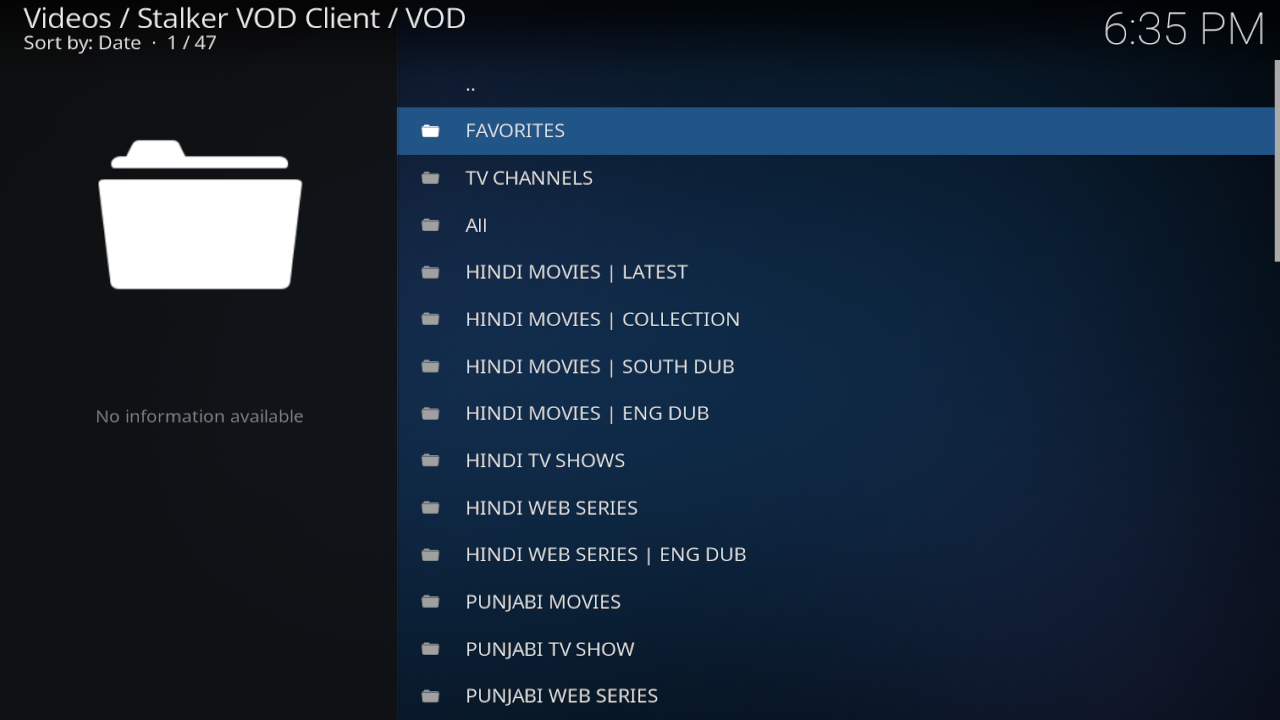 Videos / Stalker VOD Client / VOD
Sort by: Date · 1 / 47
6:35 PM
..
FAVORITES
TV CHANNELS
All
HINDI MOVIES | LATEST
HINDI MOVIES | COLLECTION
HINDI MOVIES | SOUTH DUB
HINDI MOVIES | ENG DUB
HINDI TV SHOWS
HINDI WEB SERIES
HINDI WEB SERIES | ENG DUB
PUNJABI MOVIES
PUNJABI TV SHOW
PUNJABI WEB SERIES
No information available